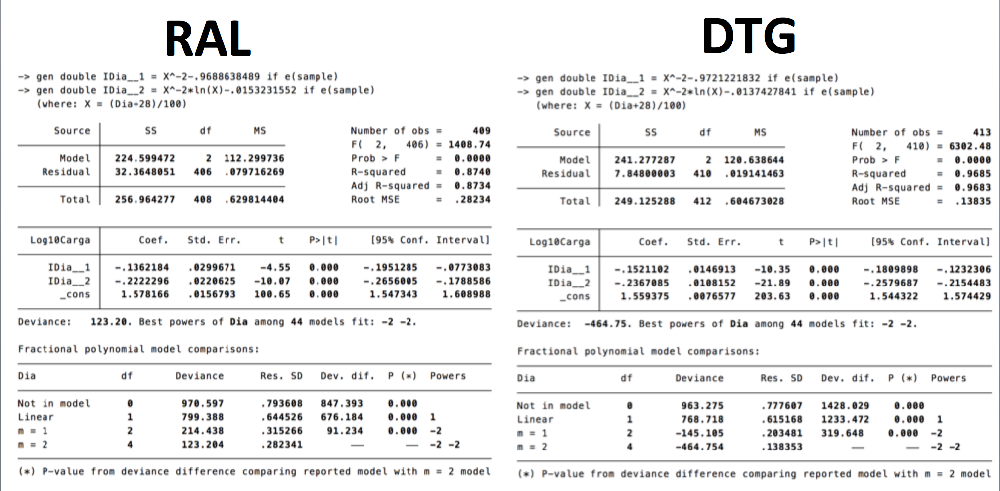 RAL
-> gen double IDia__1 = X^-2-.9688638489 if e(sample)
-> gen double IDia__2 = X^-2*ln(X)-.0153231552 if e(sample)
(where: X = (Dia+28)/100)
Source SS df MS
Model 224.599472 2 112.299736
Residual 32.3648051 406 .079716269
Total 256.964277 408 .629814404
Number of obs = 409
F( 2, 406) = 1408.74
Prob > F = 0.0000
R-squared = 0.8740
Adj R-squared = 0.8734
Root MSE = .28234
Log10Carga Coef. Std. Err. t P>|t| [95% Conf. Interval]
IDia__1 -.1362184 .0299671 -4.55 0.000 -.1951285 -.0773083
IDia__2 -.2222296 .0220625 -10.07 0.000 -.2656005 -.1788586
_cons 1.578166 .0156793 100.65 0.000 1.547343 1.608988
Deviance: 123.20. Best powers of Dia among 44 models fit: -2 -2.
Fractional polynomial model comparisons:
Dia df Deviance Res. SD Dev. dif. P (*) Powers
Not in model 0 970.597 .793608 847.393 0.000
Linear 1 799.388 .644526 676.184 0.000 1
m = 1 2 214.438 .315266 91.234 0.000 -2
m = 2 4 123.204 .282341 — — -2 -2
(*) P-value from deviance difference comparing reported model with m = 2 model
DTG
-> gen double IDia__1 = X^-2-.9721221832 if e(sample)
-> gen double IDia__2 = X^-2*ln(X)-.0137427841 if e(sample)
(where: X = (Dia+28)/100)
Source SS df MS
Model 241.277287 2 120.638644
Residual 7.84800003 410 .019141463
Total 249.125288 412 .604673028
Number of obs = 413
F( 2, 410) = 6302.48
Prob > F = 0.0000
R-squared = 0.9685
Adj R-squared = 0.9683
Root MSE = .13835
Log10Carga Coef. Std. Err. t P>|t| [95% Conf. Interval]
IDia__1 -.1521102 .0146913 -10.35 0.000 -.1809898 -.1232306
IDia__2 -.2367085 .0108152 -21.89 0.000 -.2579687 -.2154483
_cons 1.559375 .0076577 203.63 0.000 1.544322 1.574429
Deviance: -464.75. Best powers of Dia among 44 models fit: -2 -2.
Fractional polynomial model comparisons:
Dia df Deviance Res. SD Dev. dif. P (*) Powers
Not in model 0 963.275 .777607 1428.029 0.000
Linear 1 768.718 .615168 1233.472 0.000 1
m = 1 2 -145.105 .203481 319.648 0.000 -2
m = 2 4 -464.754 .138353 — — -2 -2
(*) P-value from deviance difference comparing reported model with m = 2 model